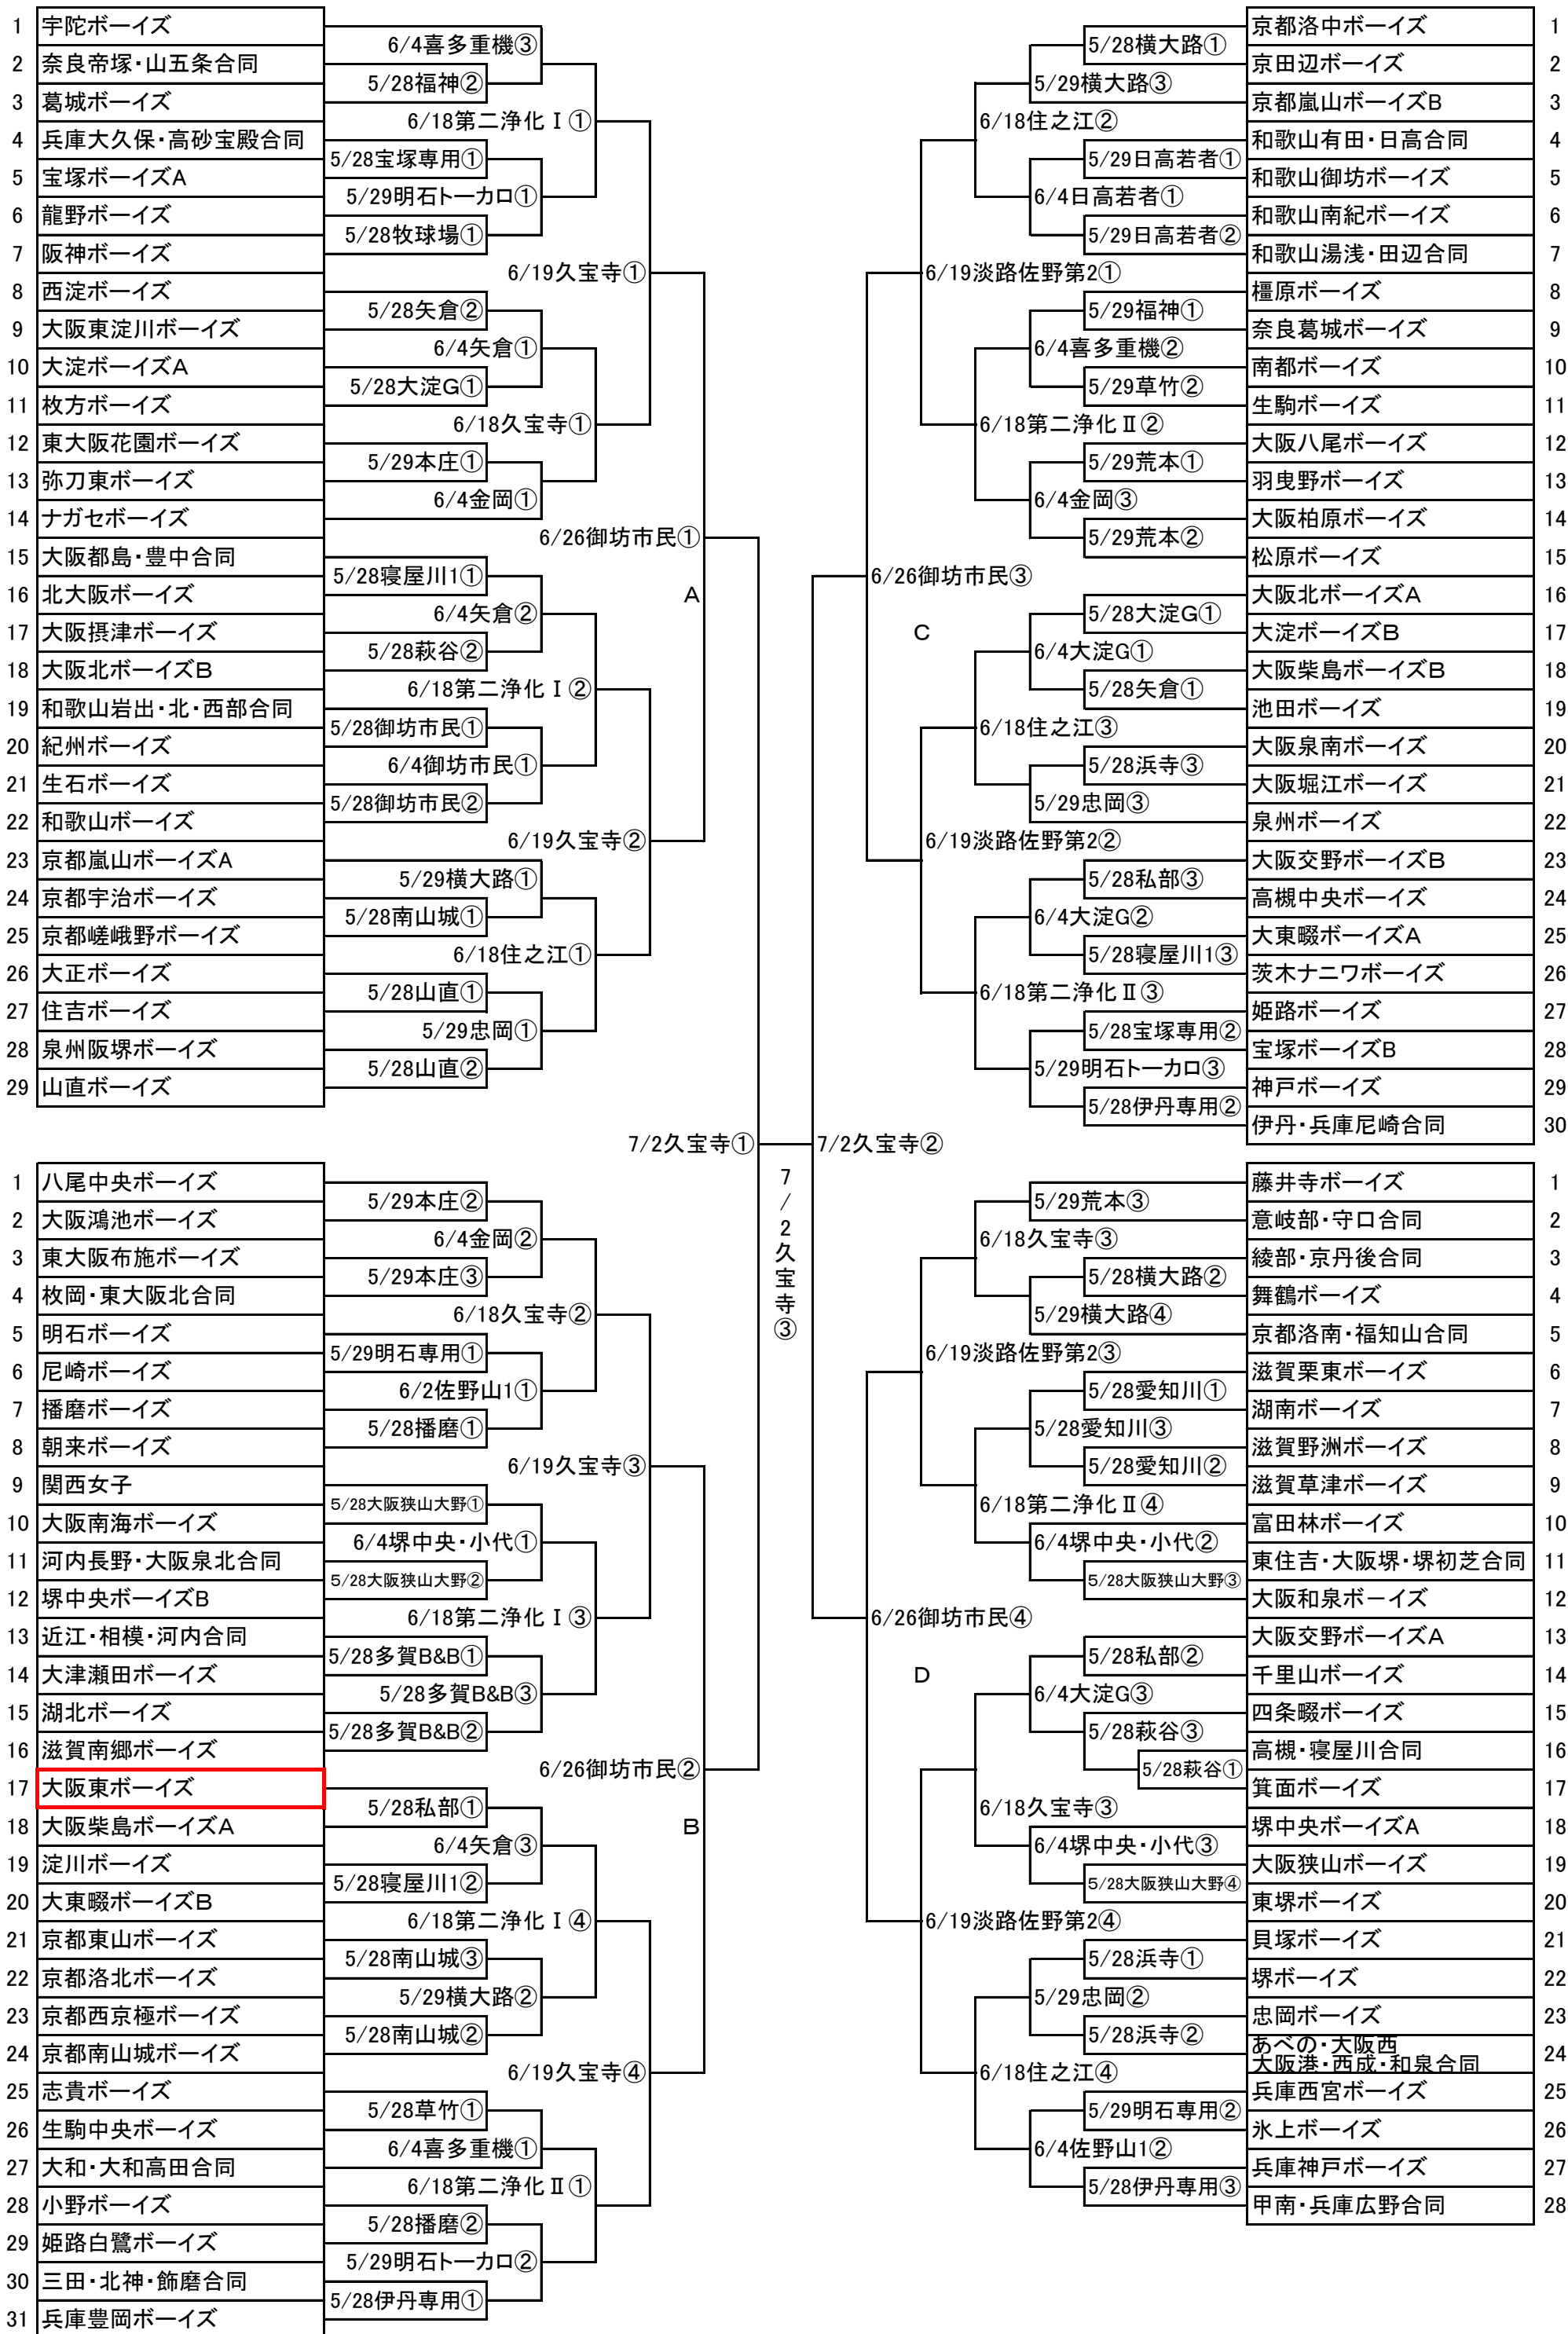 1 宇陀ボーイズ
2 奈良帝塚・山五条合同
3 葛城ボーイズ
4 兵庫大久保・高砂宝殿合同
5 宝塚ボーイズA
6 龍野ボーイズ
7 阪神ボーイズ
8 西淀ボーイズ
9 大阪東淀川ボーイズ
10 大淀ボーイズA
11 枚方ボーイズ
12 東大阪花園ボーイズ
13 弥刀東ボーイズ
14 ナガセボーイズ
15 大阪都島・豊中合同
16 北大阪ボーイズ
17 大阪摂津ボーイズ
18 大阪北ボーイズB
19 和歌山岩出・北・西部合同
20 紀州ボーイズ
21 生石ボーイズ
22 和歌山ボーイズ
23 京都嵐山ボーイズA
24 京都宇治ボーイズ
25 京都嵯峨野ボーイズ
26 大正ボーイズ
27 住吉ボーイズ
28 泉州阪堺ボーイズ
29 山直ボーイズ
6/4喜多重機③
5/28福神②
6/18第二浄化Ⅰ①
5/28宝塚専用①
5/29明石トーカロ①
5/28牧球場①
6/19久宝寺①
5/28矢倉②
6/4矢倉①
5/28大淀G①
6/18久宝寺①
5/29本庄①
6/4金岡①
6/26御坊市民①
5/28寝屋川1①
A
6/4矢倉②
5/28萩谷②
6/18第二浄化Ⅰ②
5/28御坊市民①
6/4御坊市民①
5/28御坊市民②
6/19久宝寺②
5/29横大路①
5/28南山城①
6/18住之江①
5/28山直①
5/29忠岡①
5/28山直②
7/2久宝寺①
7/2久宝寺③
7/2久宝寺②
京都洛中ボーイズ 1
京田辺ボーイズ 2
京都嵐山ボーイズB 3
和歌山有田・日高合同 4
和歌山御坊ボーイズ 5
和歌山南紀ボーイズ 6
和歌山湯浅・田辺合同 7
橿原ボーイズ 8
奈良葛城ボーイズ 9
南都ボーイズ 10
生駒ボーイズ 11
大阪八尾ボーイズ 12
羽曳野ボーイズ 13
大阪柏原ボーイズ 14
松原ボーイズ 15
大阪北ボーイズA 16
大淀ボーイズB 17
大阪柴島ボーイズB 18
池田ボーイズ 19
大阪泉南ボーイズ 20
大阪堀江ボーイズ 21
泉州ボーイズ 22
大阪交野ボーイズB 23
高槻中央ボーイズ 24
大東畷ボーイズA 25
茨木ナニワボーイズ 26
姫路ボーイズ 27
宝塚ボーイズB 28
神戸ボーイズ 29
伊丹・兵庫尼崎合同 30
5/28横大路①
5/29横大路③
6/18住之江②
5/29日高若者①
6/4日高若者①
5/29日高若者②
6/19淡路佐野第2①
5/29福神①
6/4喜多重機②
5/29草竹②
6/18第二浄化Ⅱ②
5/29荒本①
6/4金岡③
5/29荒本②
6/26御坊市民③
5/28大淀G①
C
6/4大淀G①
5/28矢倉①
6/18住之江③
5/28浜寺③
5/29忠岡③
6/19淡路佐野第2②
5/28私部③
6/4大淀G②
5/28寝屋川1③
6/18第二浄化Ⅱ③
5/28宝塚専用②
5/29明石トーカロ③
5/28伊丹専用②
1 八尾中央ボーイズ
2 大阪鴻池ボーイズ
3 東大阪布施ボーイズ
4 枚岡・東大阪北合同
5 明石ボーイズ
6 尼崎ボーイズ
7 播磨ボーイズ
8 朝来ボーイズ
9 関西女子
10 大阪南海ボーイズ
11 河内長野・大阪泉北合同
12 堺中央ボーイズB
13 近江・相模・河内合同
14 大津瀬田ボーイズ
15 湖北ボーイズ
16 滋賀南郷ボーイズ
17 大阪東ボーイズ
18 大阪柴島ボーイズA
19 淀川ボーイズ
20 大東畷ボーイズB
21 京都東山ボーイズ
22 京都洛北ボーイズ
23 京都西京極ボーイズ
24 京都南山城ボーイズ
25 志貴ボーイズ
26 生駒中央ボーイズ
27 大和・大和高田合同
28 小野ボーイズ
29 姫路白鷺ボーイズ
30 三田・北神・飾磨合同
31 兵庫豊岡ボーイズ
5/29本庄②
6/4金岡②
5/29本庄③
6/18久宝寺②
5/29明石専用①
6/2佐野山1①
5/28播磨①
6/19久宝寺③
5/28大阪狭山大野①
6/4堺中央・小代①
5/28大阪狭山大野②
6/18第二浄化Ⅰ③
5/28多賀B&B①
5/28多賀B&B③
5/28多賀B&B②
6/26御坊市民②
5/28私部①
B
6/4矢倉③
5/28寝屋川1②
6/18第二浄化Ⅰ④
5/28南山城③
5/29横大路②
5/28南山城②
6/19久宝寺④
5/28草竹①
6/4喜多重機①
6/18第二浄化Ⅱ①
5/28播磨②
5/29明石トーカロ②
5/28伊丹専用①
藤井寺ボーイズ 1
意岐部・守口合同 2
綾部・京丹後合同 3
舞鶴ボーイズ 4
京都洛南・福知山合同 5
滋賀栗東ボーイズ 6
湖南ボーイズ 7
滋賀野洲ボーイズ 8
滋賀草津ボーイズ 9
富田林ボーイズ 10
東住吉・大阪堺・堺初芝合同 11
大阪和泉ボーイズ 12
大阪交野ボーイズA 13
千里山ボーイズ 14
四条畷ボーイズ 15
高槻・寝屋川合同 16
箕面ボーイズ 17
堺中央ボーイズA 18
大阪狭山ボーイズ 19
東堺ボーイズ 20
貝塚ボーイズ 21
堺ボーイズ 22
忠岡ボーイズ 23
あべの・大阪西
大阪港・西成・和泉合同 24
兵庫西宮ボーイズ 25
氷上ボーイズ 26
兵庫神戸ボーイズ 27
甲南・兵庫広野合同 28
5/29荒本③
6/18久宝寺③
5/28横大路②
5/29横大路④
6/19淡路佐野第2③
5/28愛知川①
5/28愛知川③
5/28愛知川②
6/18第二浄化Ⅱ④
6/4堺中央・小代②
5/28大阪狭山大野③
6/26御坊市民④
5/28私部②
D
6/4大淀G③
5/28萩谷③
5/28萩谷①
6/18久宝寺③
6/4堺中央・小代③
5/28大阪狭山大野④
6/19淡路佐野第2④
5/28浜寺①
5/29忠岡②
5/28浜寺②
6/18住之江④
5/29明石専用②
6/4佐野山1②
5/28伊丹専用③